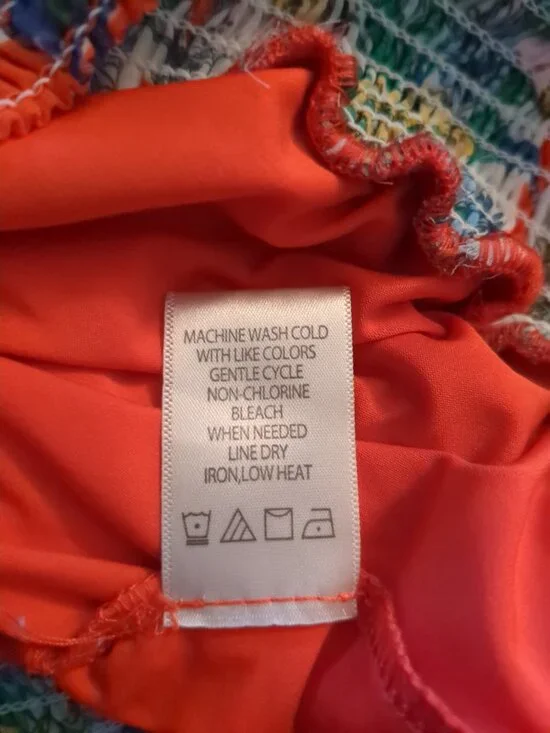 MACHINE WASH COLD
WITH LIKE COLORS
GENTLE CYCLE
NON-CHLORINE
BLEACH
WHEN NEEDED
LINE DRY
IRON,LOW HEAT